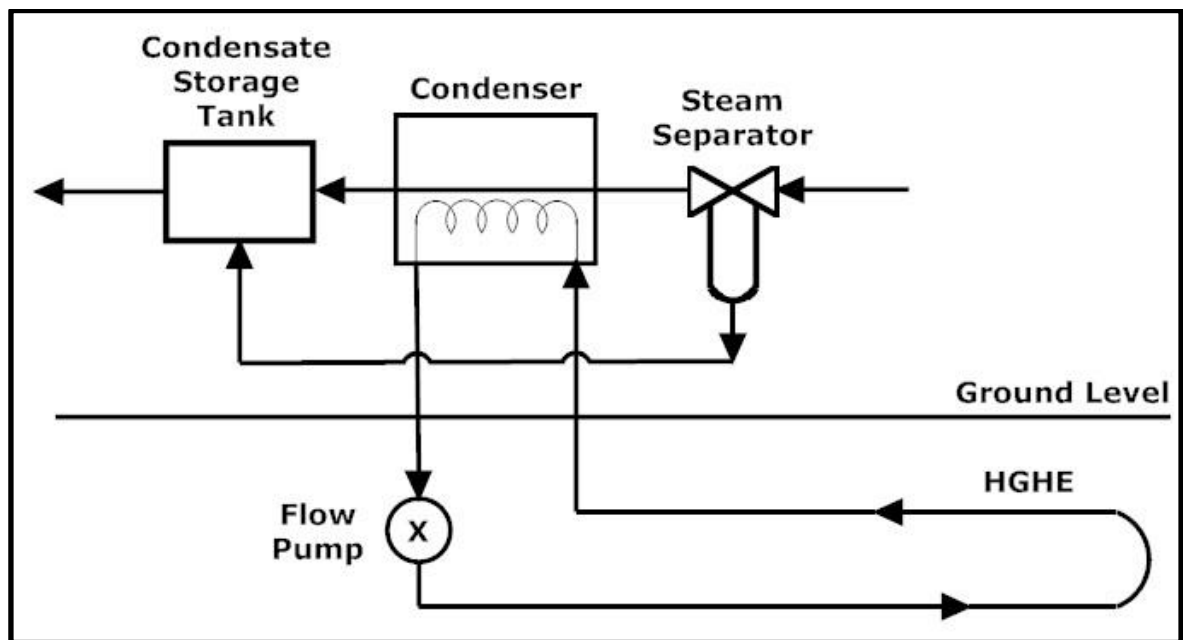 Condensate
Storage
Tank
Condenser
Steam
Separator
Ground Level
HGHE
Flow
Pump
X